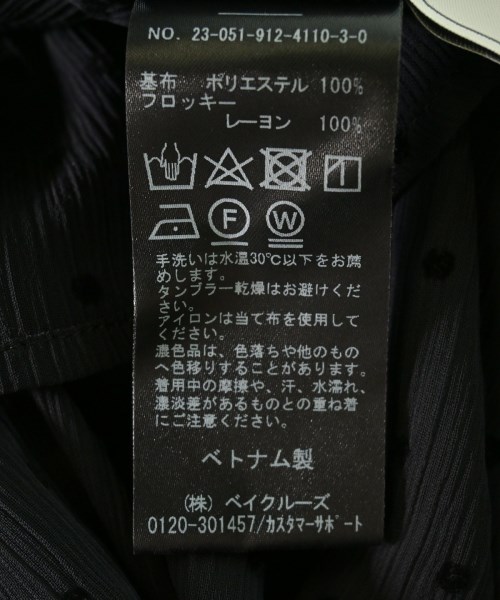 NO. 23-051-912-4110-3-0
基布 ポリエステル 100%
フロッキー
レーヨン 100%
F
W
手洗いは水温30℃以下をお薦
めします。
タンブラー乾燥はお避けくだ
さい。
アイロンは当て布を使用して
ください。
濃色品は、色落ちや他のもの
へ色移りすることがあります。
着用中の摩擦や、汗、水濡れ、
濃淡差があるものとの重ね着
にご注意ください。
ベトナム製
(株) ベイクルーズ
0120-301457/ｶｽﾀﾏｰｻﾎﾟｰﾄ